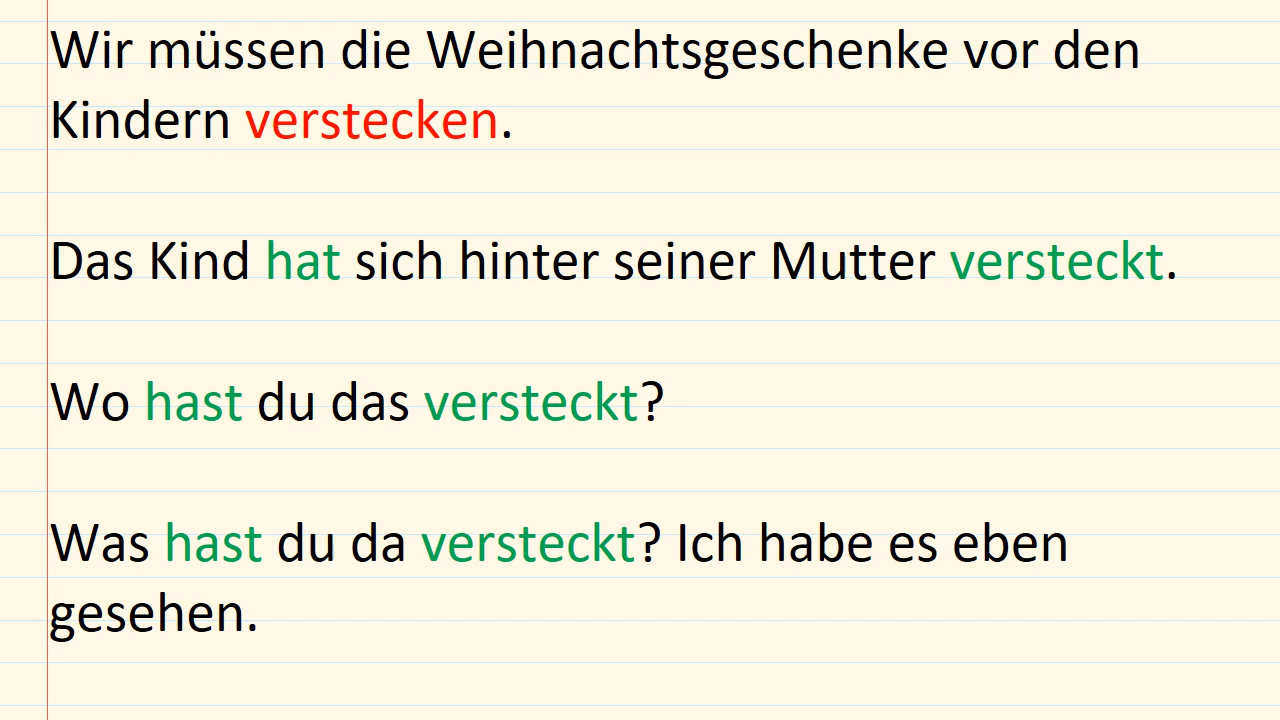 Wir müssen die Weihnachtsgeschenke vor den
Kindern verstecken.
Das Kind hat sich hinter seiner Mutter versteckt.
Wo hast du das versteckt?
Was hast du da versteckt? Ich habe es eben
gesehen.